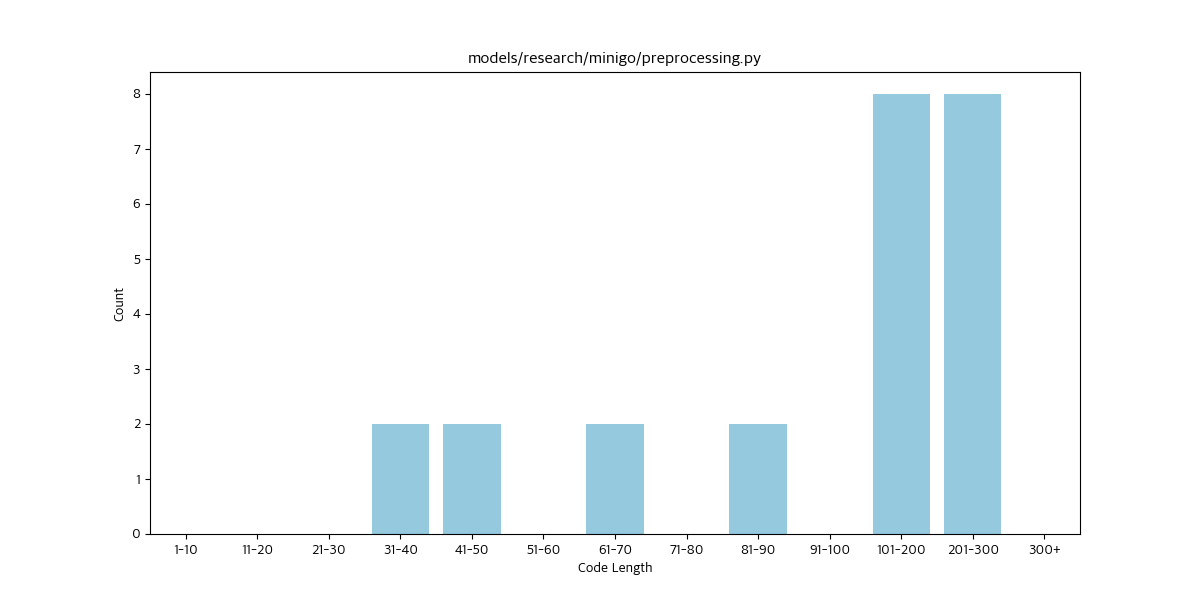 models/research/minigo/preprocessing.py
8
7
6
5
4
3
2
1
0
Count
1-10 11-20 21-30 31-40 41-50 51-60 61-70 71-80 81-90 91-100 101-200 201-300 300+
Code Length